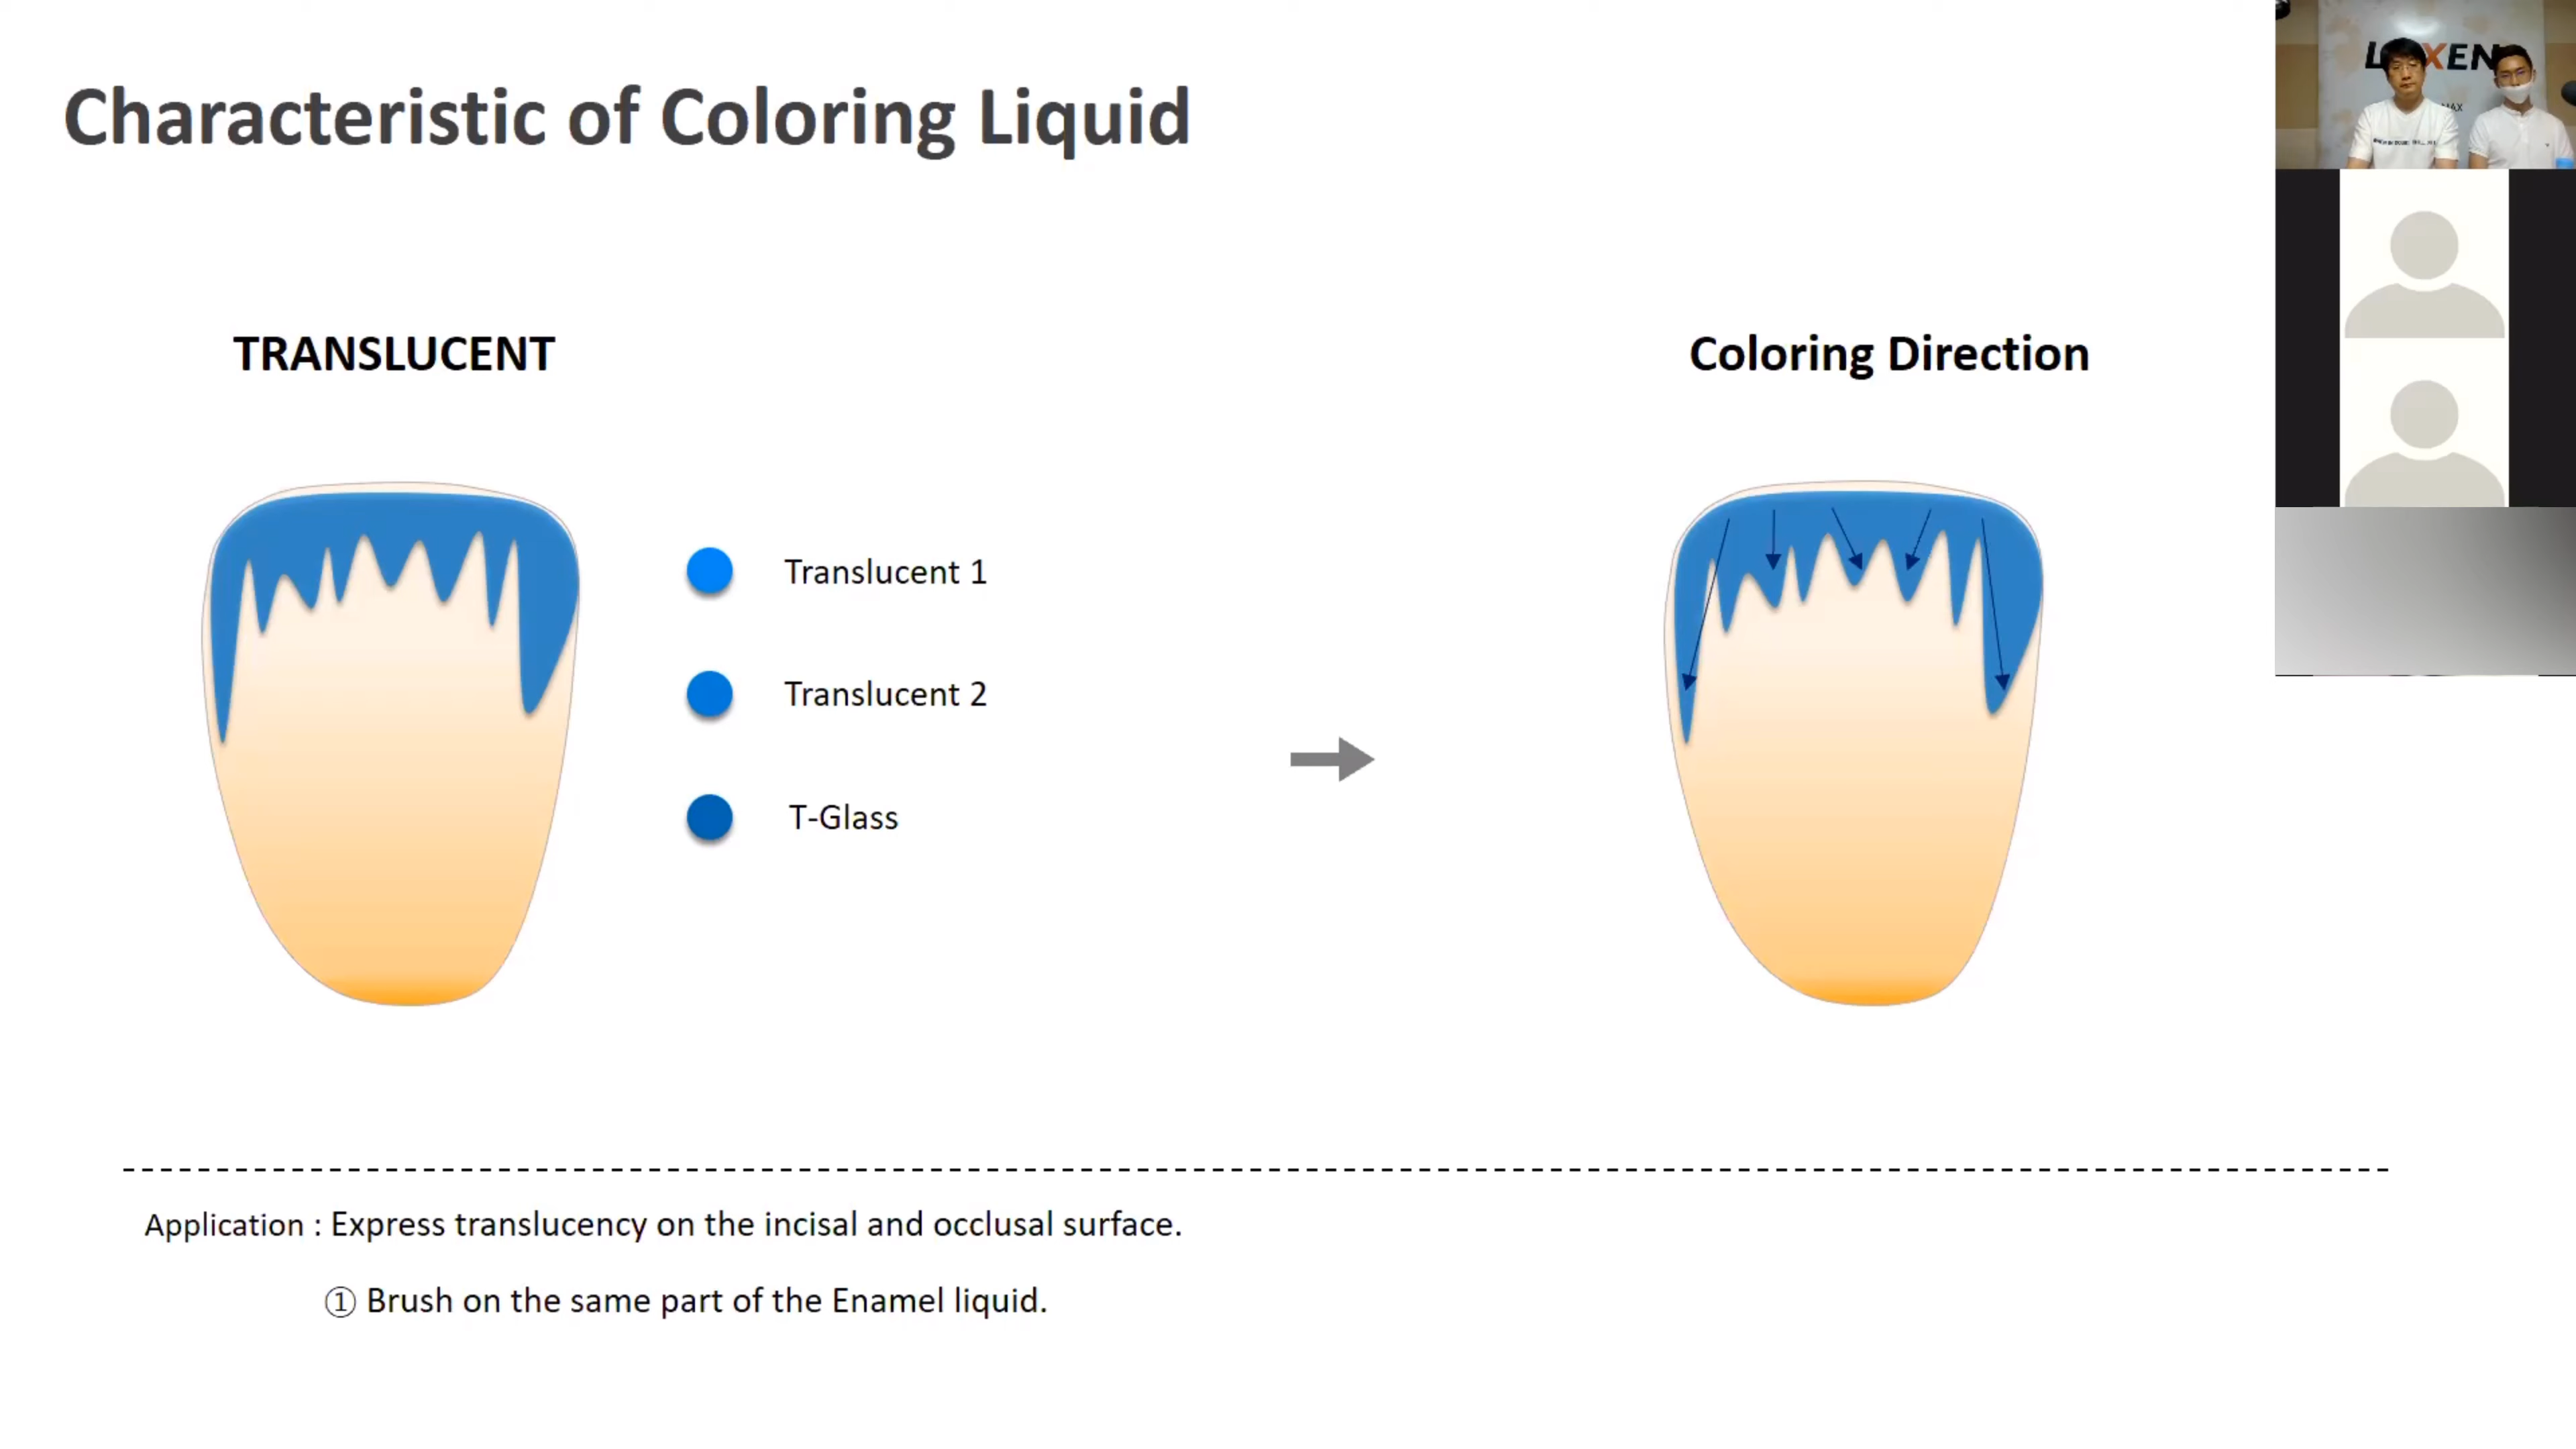 Characteristic of Coloring Liquid
TRANSLUCENT
Coloring Direction
Translucent 1
Translucent 2
T-Glass
Application : Express translucency on the incisal and occlusal surface.
① Brush on the same part of the Enamel liquid.